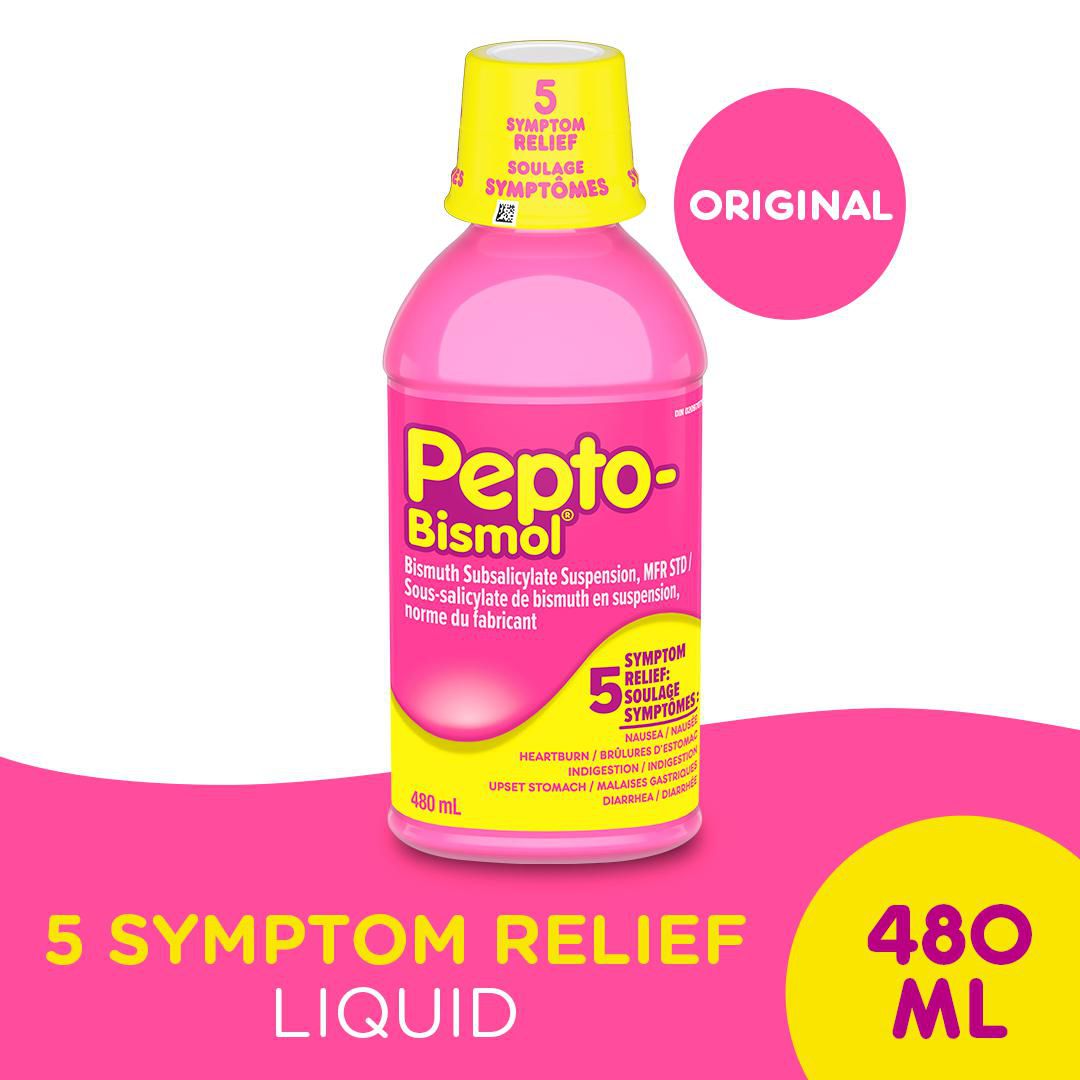 5
SYMPTOM
RELIEF
SOULAGE
SYMPTÔMES
ORIGINAL
Pepto-
Bismol®
Bismuth Subsalicylate Suspension, MFR STD /
Sous-salicylate de bismuth en suspension,
norme du fabricant
5 SYMPTOM
RELIEF:
SOULAGE
SYMPTÔMES:
NAUSEA / NAUSÉE
HEARTBURN / BRÛLURES D'ESTOMAC
INDIGESTION / INDIGESTION
UPSET STOMACH / MALAISES GASTRIQUES
DIARRHEA / DIARRHÉE
480 mL
5 SYMPTOM RELIEF
LIQUID
480
ML